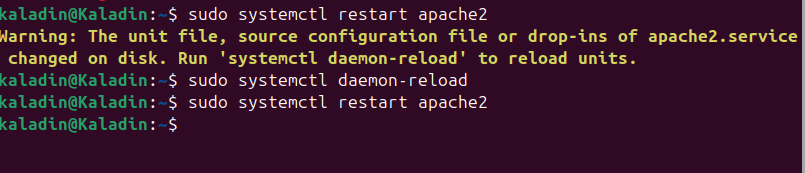 kaladin@Kaladin:~$ sudo systemctl restart apache2
Warning: The unit file, source configuration file or drop-ins of apache2.service
 changed on disk. Run 'systemctl daemon-reload' to reload units.
kaladin@Kaladin:~$ sudo systemctl daemon-reload
kaladin@Kaladin:~$ sudo systemctl restart apache2
kaladin@Kaladin:~$